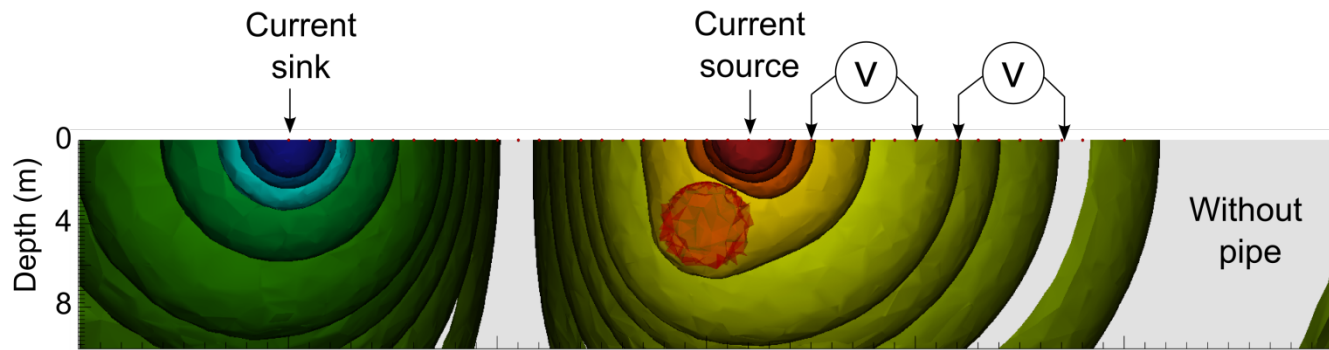 Current
sink
Current
source
V
V
0
4
8
Depth (m)
Without
pipe